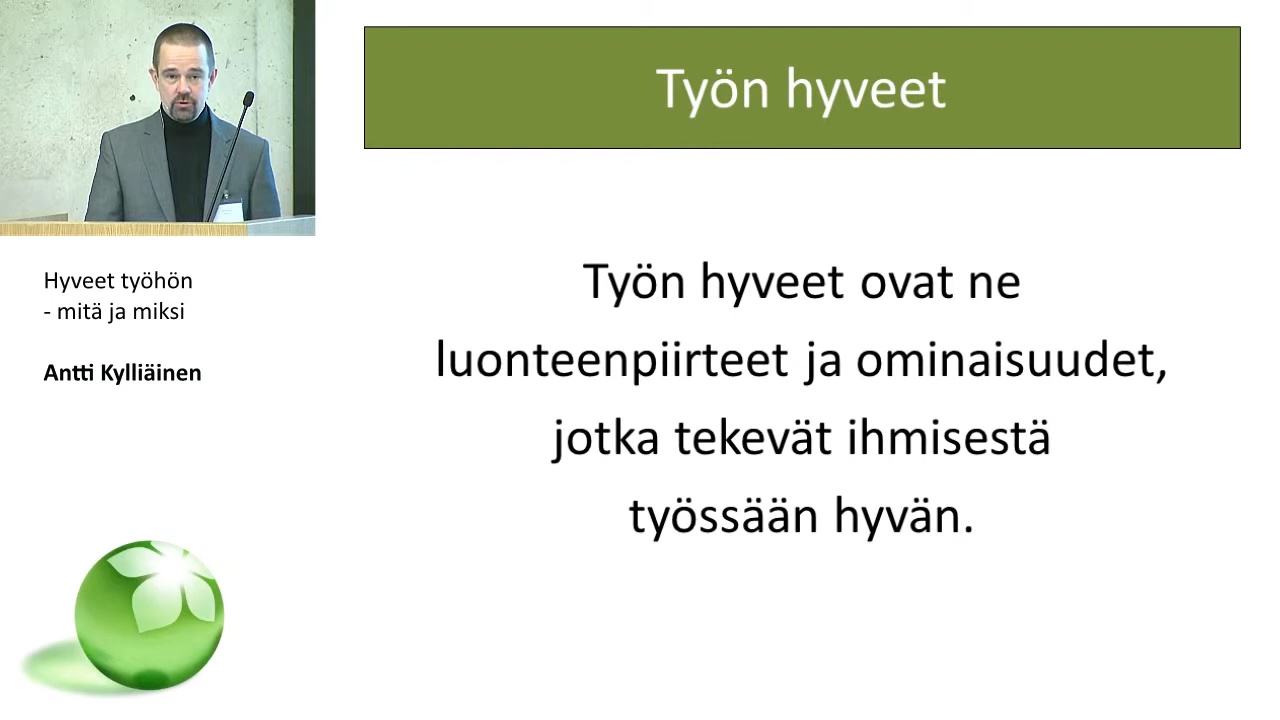 Työn hyveet
Työn hyveet ovat ne
luonteenpiirteet ja ominaisuudet,
jotka tekevät ihmisestä
työssään hyvän.
Hyveet työhön
- mitä ja miksi
Antti Kylliäinen